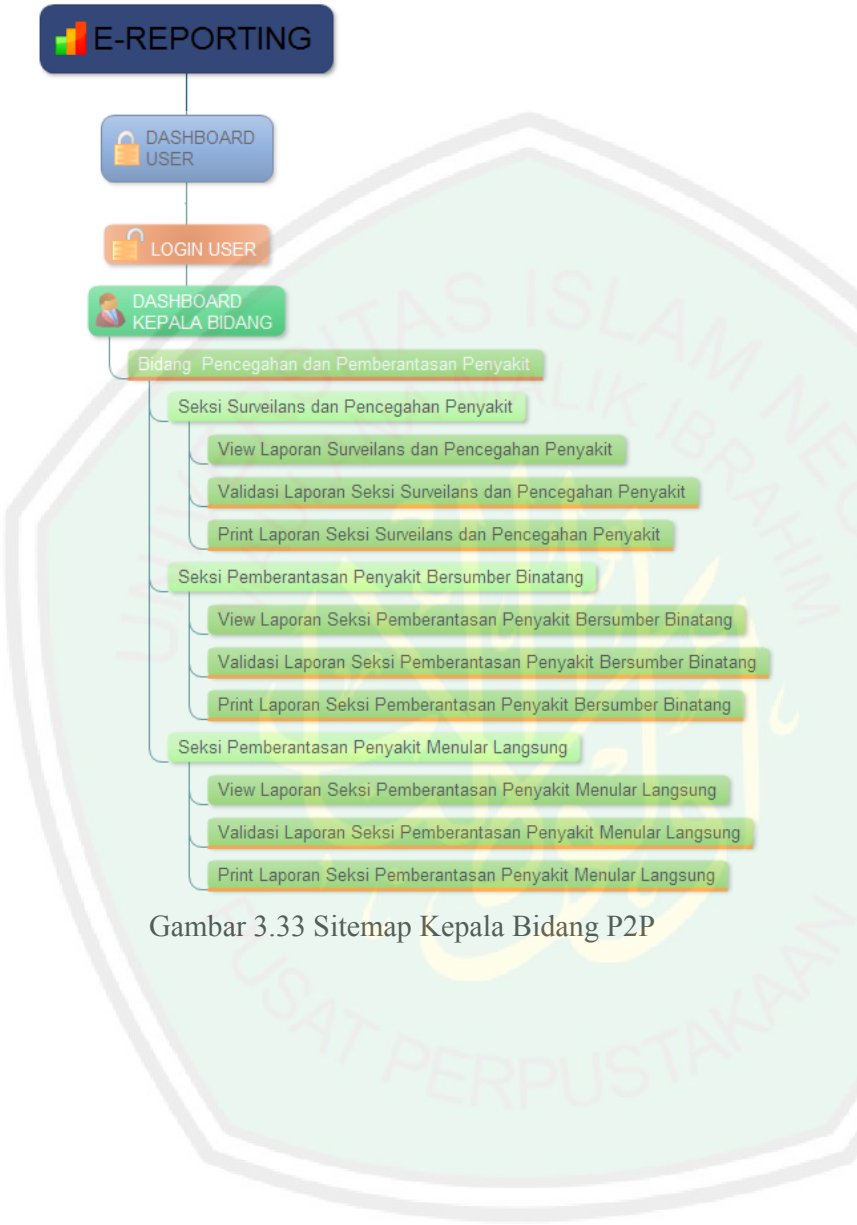 E-REPORTING
DASHBOARD
USER
LOGIN USER
DASHBOARD
KEPALA BIDANG
Bidang Pencegahan dan Pemberantasan Penyakit
Seksi Surveilans dan Pencegahan Penyakit
View Laporan Surveilans dan Pencegahan Penyakit
Validasi Laporan Seksi Surveilans dan Pencegahan Penyakit
Print Laporan Seksi Surveilans dan Pencegahan Penyakit
Seksi Pemberantasan Penyakit Bersumber Binatang
View Laporan Seksi Pemberantasan Penyakit Bersumber Binatang
Validasi Laporan Seksi Pemberantasan Penyakit Bersumber Binatang
Print Laporan Seksi Pemberantasan Penyakit Bersumber Binatang
Seksi Pemberantasan Penyakit Menular Langsung
View Laporan Seksi Pemberantasan Penyakit Menular Langsung
Validasi Laporan Seksi Pemberantasan Penyakit Menular Langsung
Print Laporan Seksi Pemberantasan Penyakit Menular Langsung
Gambar 3.33 Sitemap Kepala Bidang P2P
PUSAT PERPUSTAKAAN